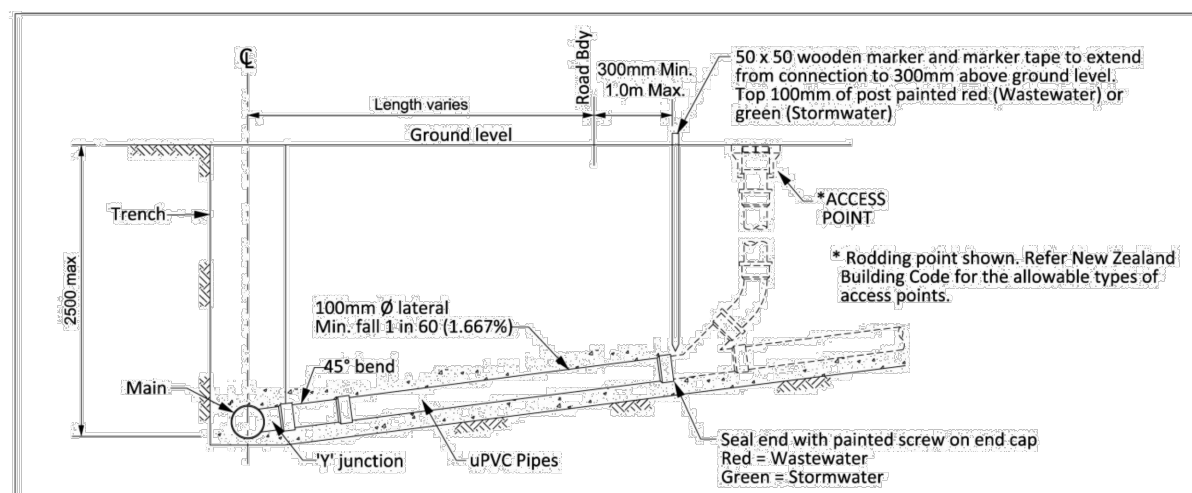 ℄
Road Bdy
300mm Min.
1.0m Max.
50 x 50 wooden marker and marker tape to extend
from connection to 300mm above ground level.
Top 100mm of post painted red (Wastewater) or
green (Stormwater)
Length varies
Ground level
Trench
*ACCESS
POINT
2500 max
* Rodding point shown. Refer New Zealand
Building Code for the allowable types of
access points.
100mm Ø lateral
Min. fall 1 in 60 (1.667%)
45° bend
Main
'Y' junction
uPVC Pipes
Seal end with painted screw on end cap
Red = Wastewater
Green = Stormwater